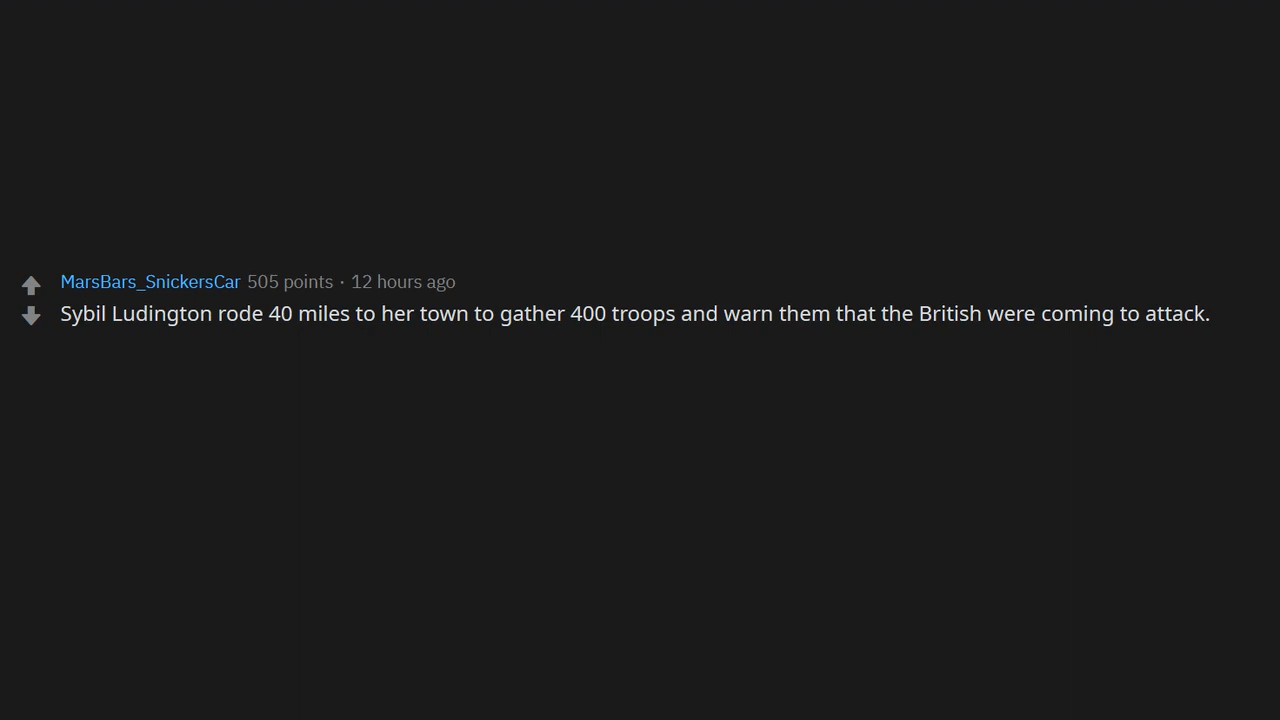 MarsBars_SnickersCar 505 points · 12 hours ago
Sybil Ludington rode 40 miles to her town to gather 400 troops and warn them that the British were coming to attack.